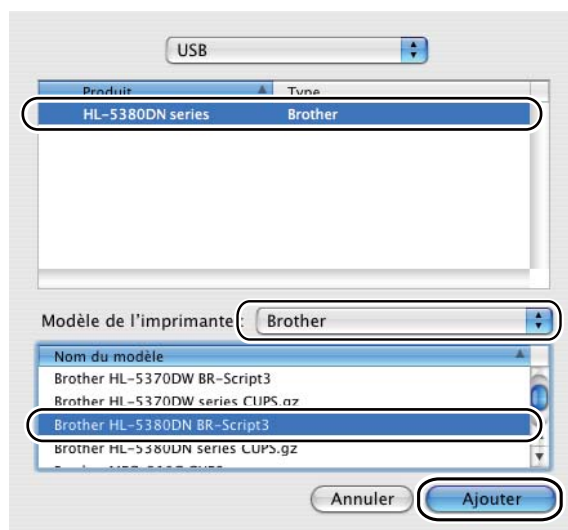 USB
Produit Type
HL-5380DN series Brother
Modèle de l'imprimante : Brother
Nom du modèle
Brother HL-5370DW BR-Script3
Brother HL-5370DW series CUPS.gz
Brother HL-5380DN BR-Script3
Brother HL-5380DN series CUPS.gz
Annuler Ajouter